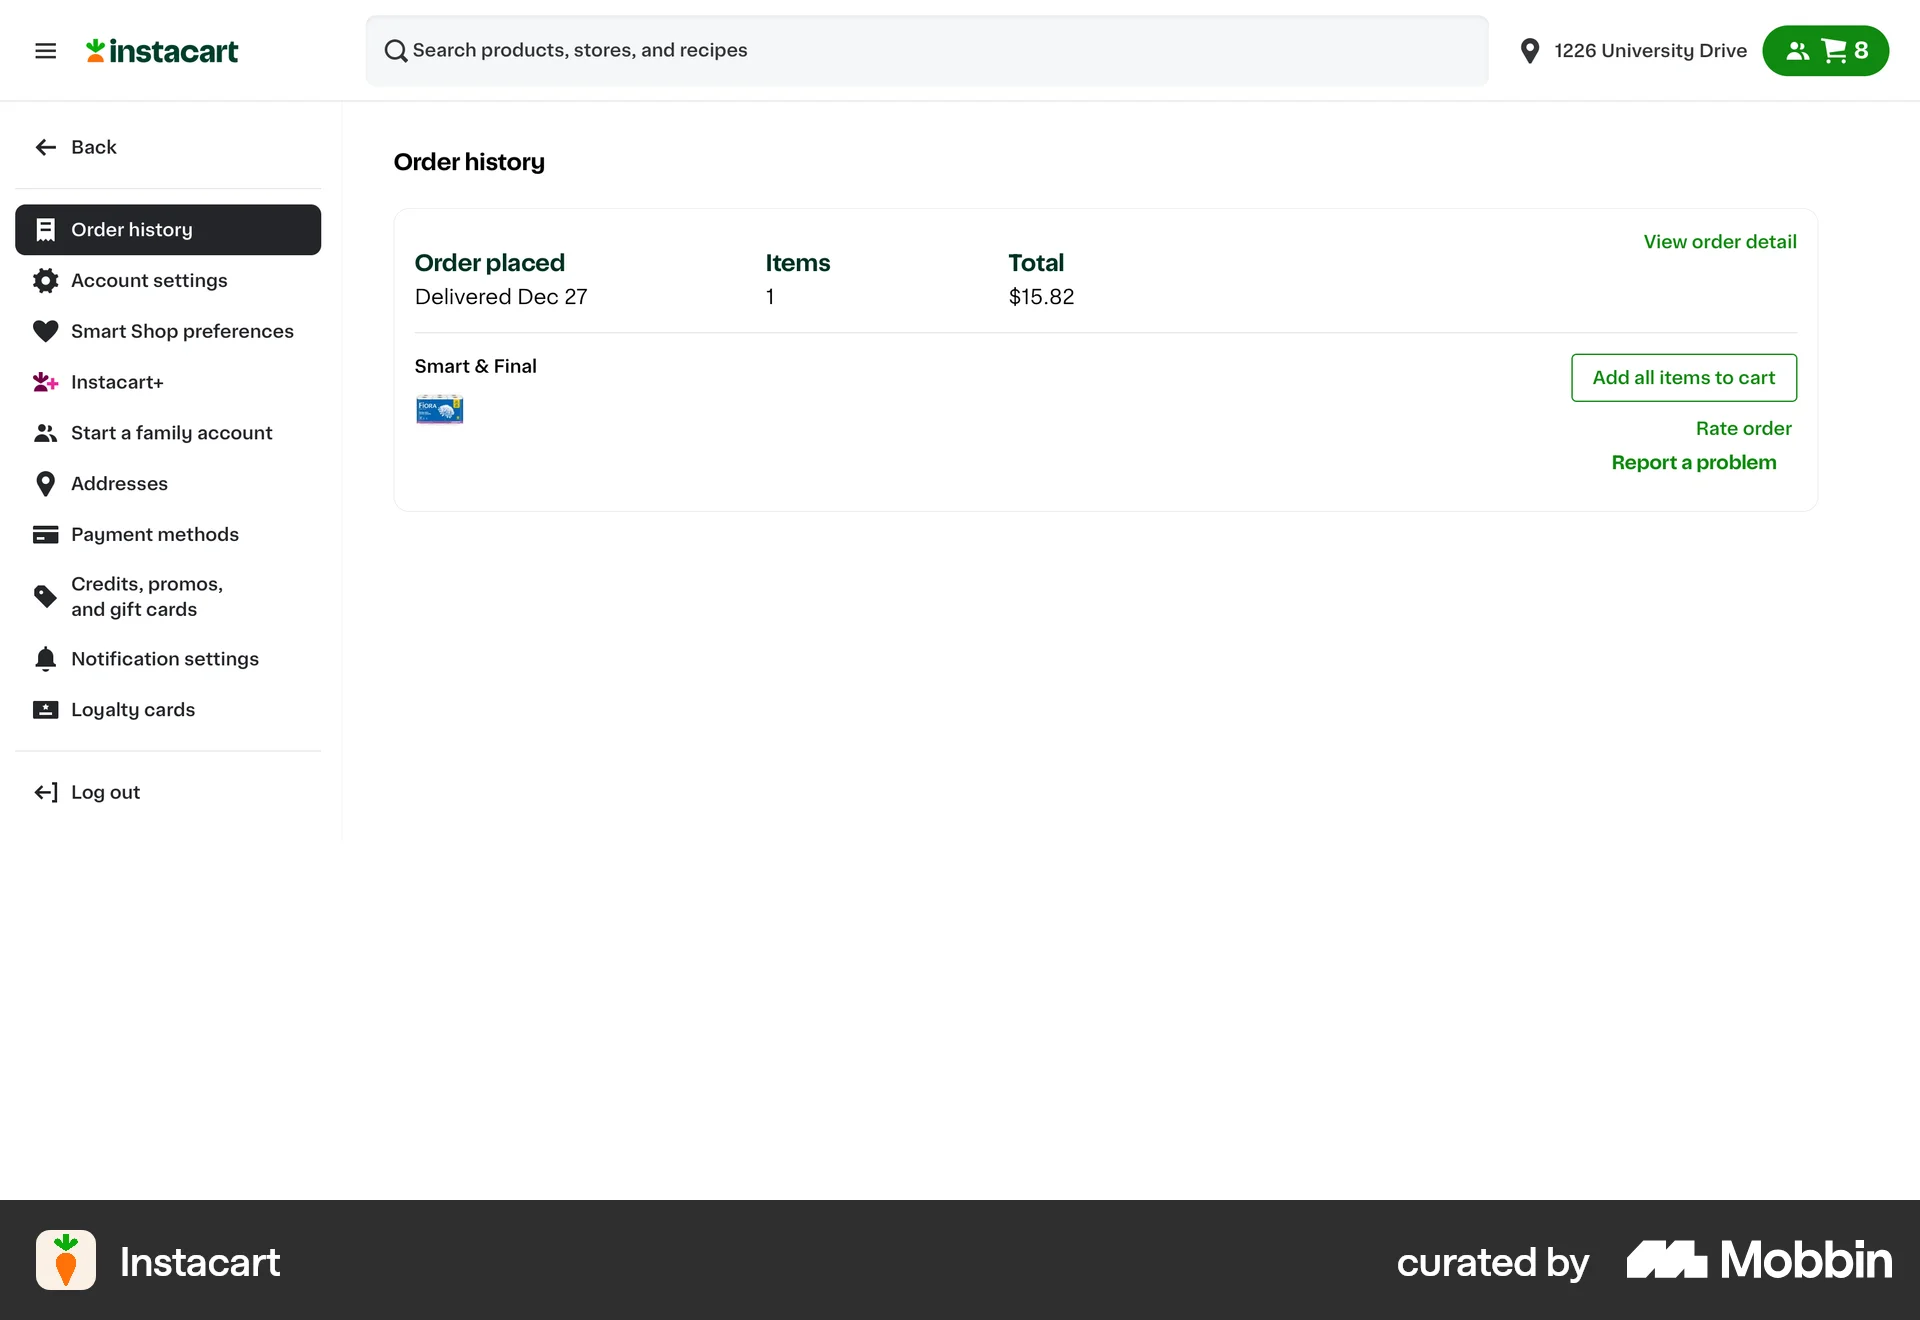 instacart
Search products, stores, and recipes
1226 University Drive
8
Back
Order history
Account settings
Smart Shop preferences
Instacart+
Start a family account
Addresses
Payment methods
Credits, promos,
and gift cards
Notification settings
Loyalty cards
Log out
Order history
View order detail
Order placed
Items
Total
Delivered Dec 27
1
$15.82
Smart & Final
FIORA
Add all items to cart
Rate order
Report a problem
Instacart
curated by
Mobbin